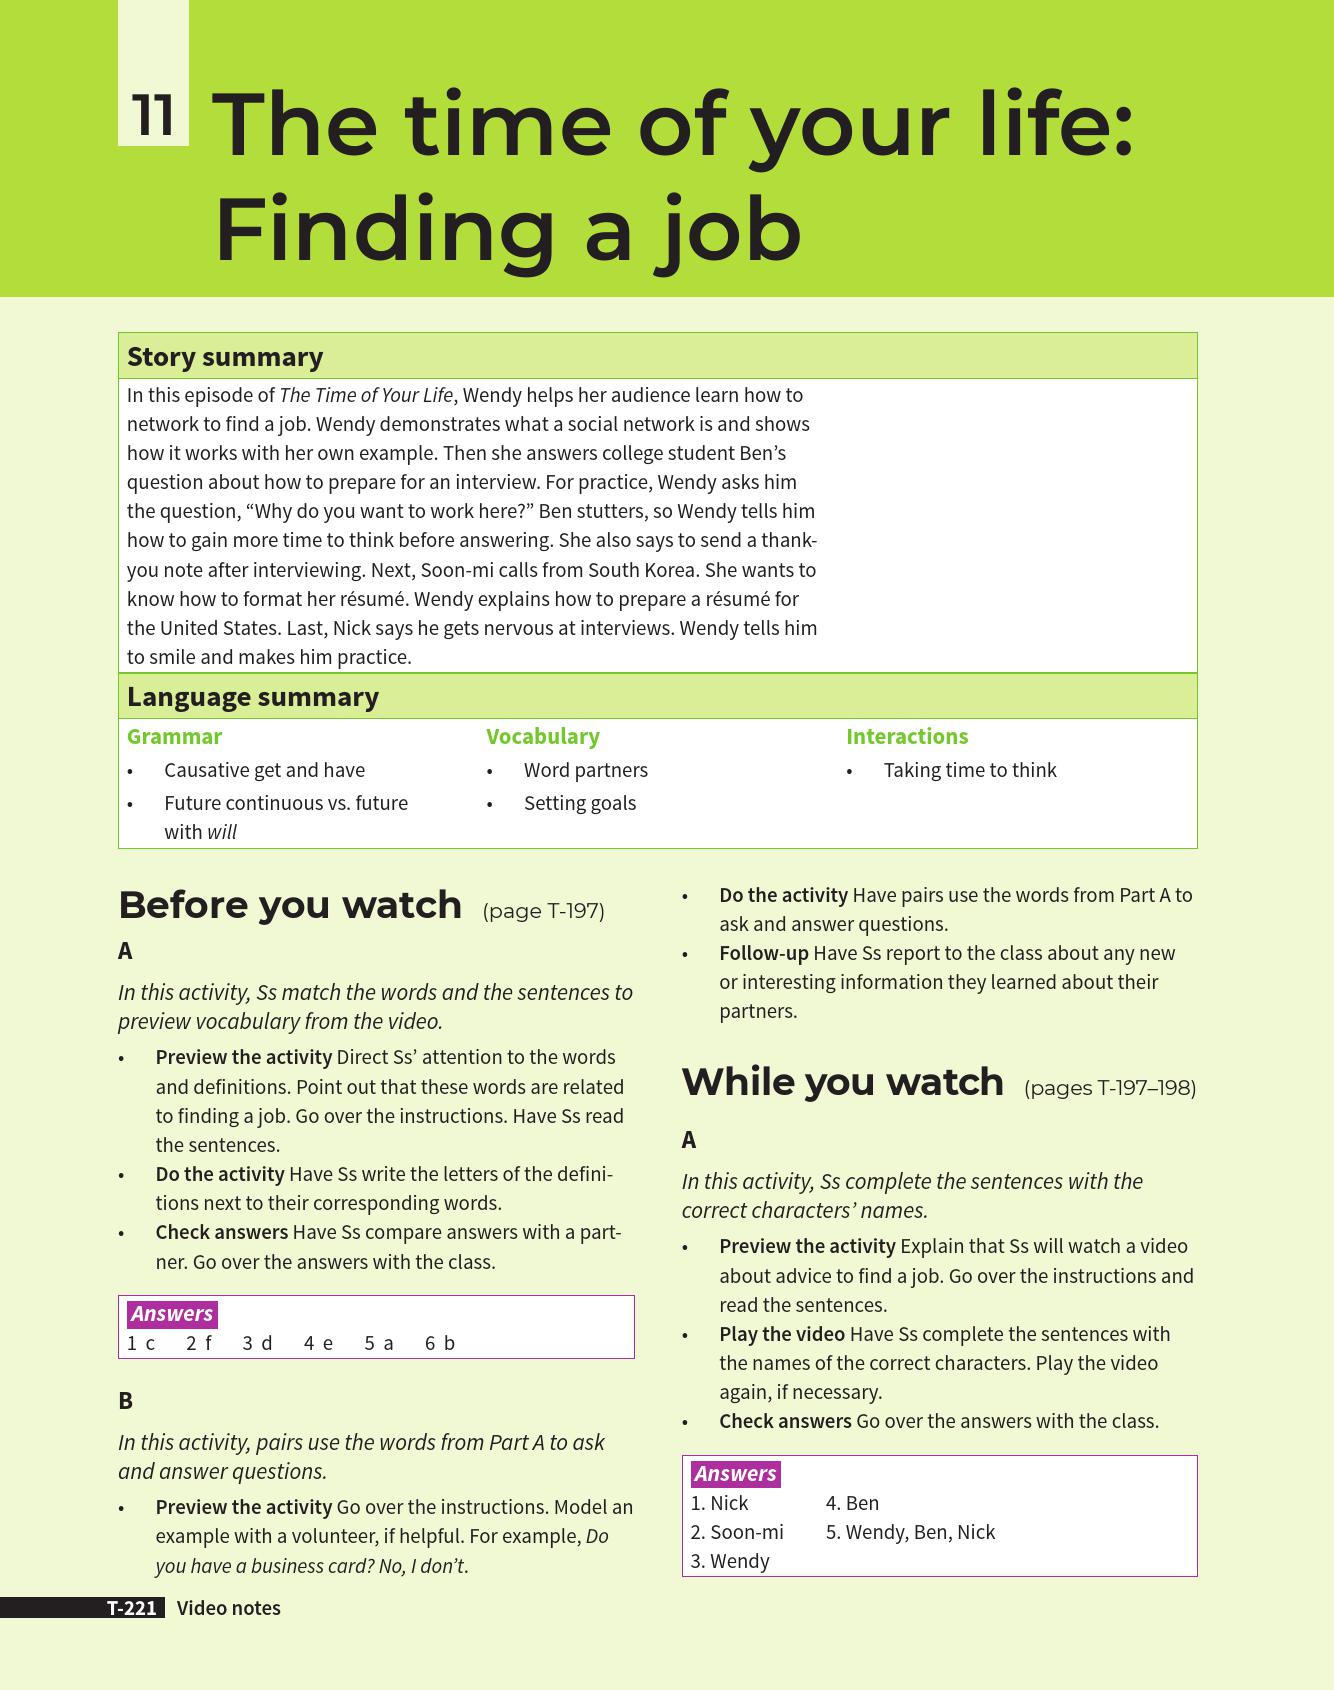 11
The time of your life:
Finding a job
Story summary
In this episode of The Time of Your Life, Wendy helps her audience learn how to
network to find a job. Wendy demonstrates what a social network is and shows
how it works with her own example. Then she answers college student Ben’s
question about how to prepare for an interview. For practice, Wendy asks him
the question, “Why do you want to work here?” Ben stutters, so Wendy tells him
how to gain more time to think before answering. She also says to send a thank-
you note after interviewing. Next, Soon-mi calls from South Korea. She wants to
know how to format her résumé. Wendy explains how to prepare a résumé for
the United States. Last, Nick says he gets nervous at interviews. Wendy tells him
to smile and makes him practice.
Language summary
Grammar
• Causative get and have
• Future continuous vs. future
with will
Vocabulary
• Word partners
• Setting goals
Interactions
• Taking time to think
Before you watch (page T-197)
A
In this activity, Ss match the words and the sentences to
preview vocabulary from the video.
• Preview the activity Direct Ss’ attention to the words
and definitions. Point out that these words are related
to finding a job. Go over the instructions. Have Ss read
the sentences.
• Do the activity Have Ss write the letters of the defini-
tions next to their corresponding words.
• Check answers Have Ss compare answers with a part-
ner. Go over the answers with the class.
Answers
1 c 2 f 3 d 4 e 5 a 6 b
B
In this activity, pairs use the words from Part A to ask
and answer questions.
• Preview the activity Go over the instructions. Model an
example with a volunteer, if helpful. For example, Do
you have a business card? No, I don’t.
• Do the activity Have pairs use the words from Part A to
ask and answer questions.
• Follow-up Have Ss report to the class about any new
or interesting information they learned about their
partners.
While you watch (pages T-197–198)
A
In this activity, Ss complete the sentences with the
correct characters’ names.
• Preview the activity Explain that Ss will watch a video
about advice to find a job. Go over the instructions and
read the sentences.
• Play the video Have Ss complete the sentences with
the names of the correct characters. Play the video
again, if necessary.
• Check answers Go over the answers with the class.
Answers
1. Nick 4. Ben
2. Soon-mi 5. Wendy, Ben, Nick
3. Wendy
T-221 Video notes